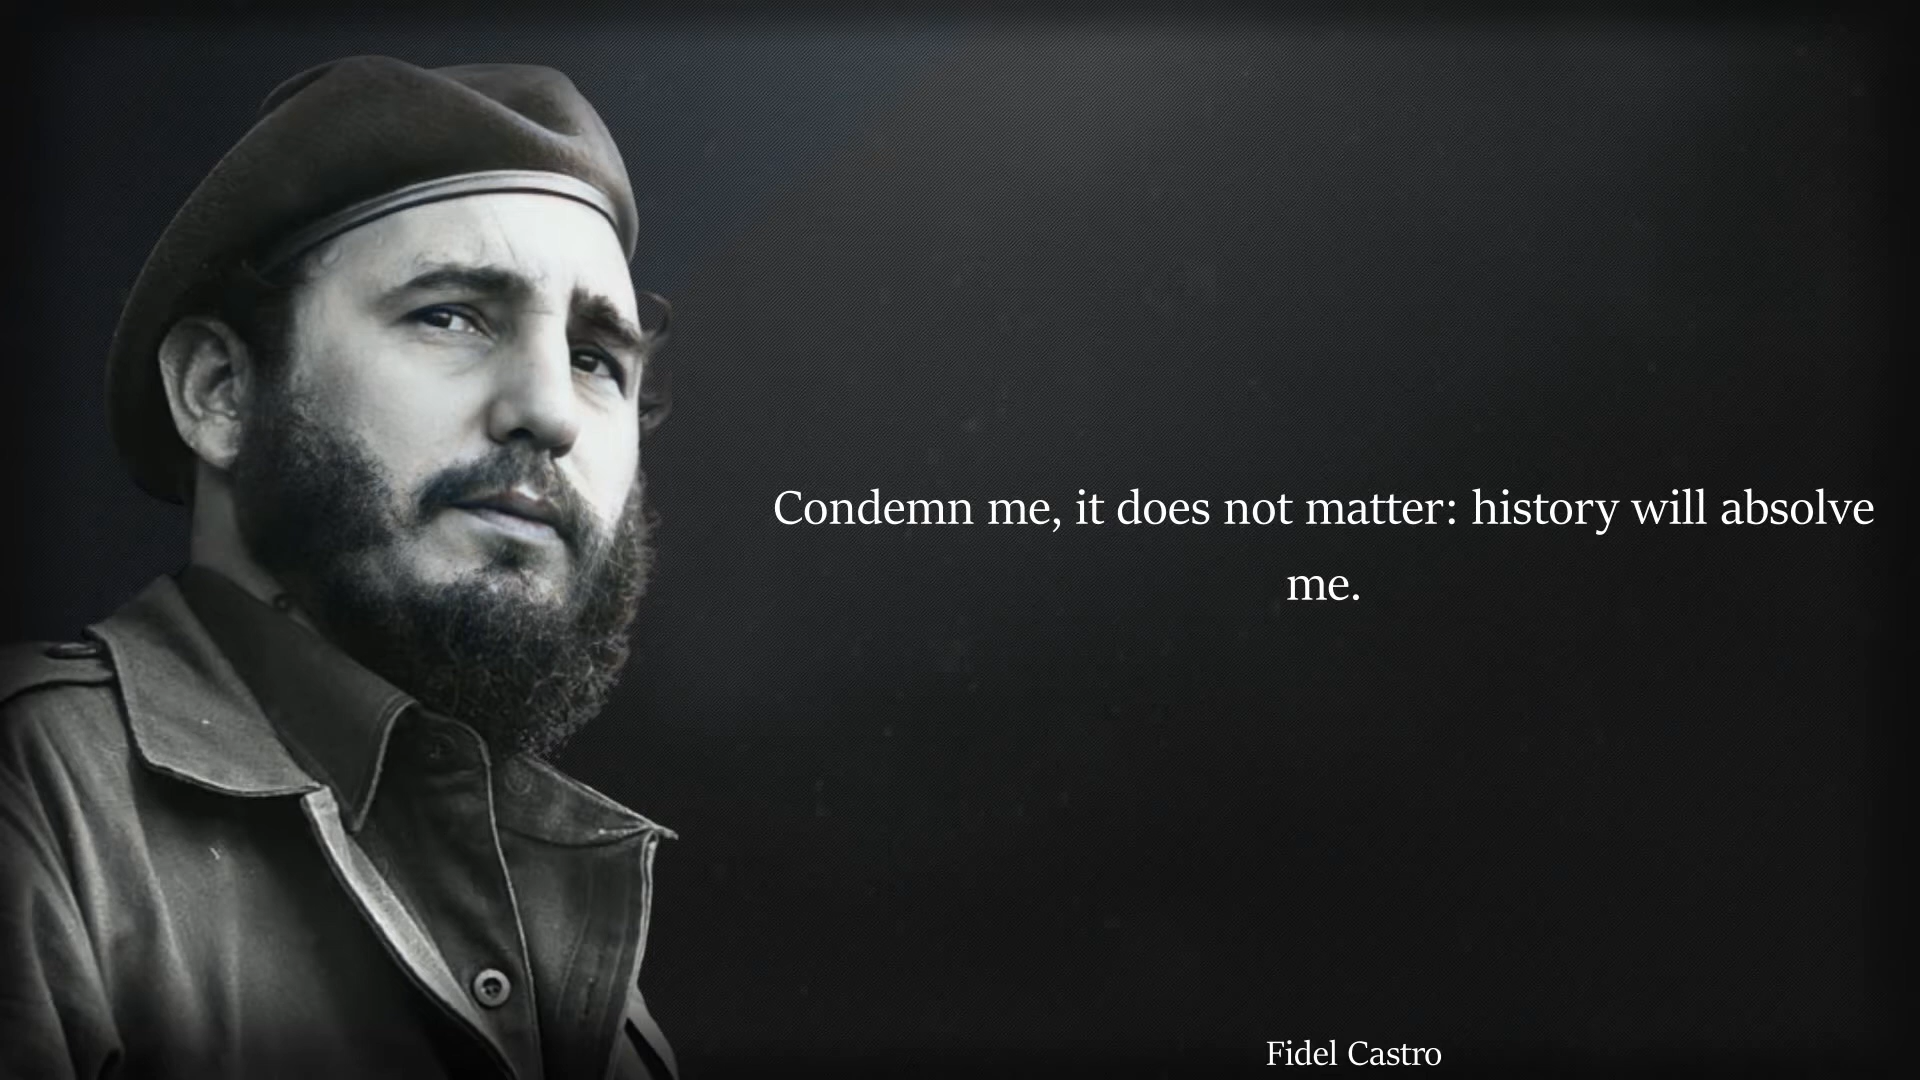 Condemn me, it does not matter: history will absolve
me.
Fidel Castro